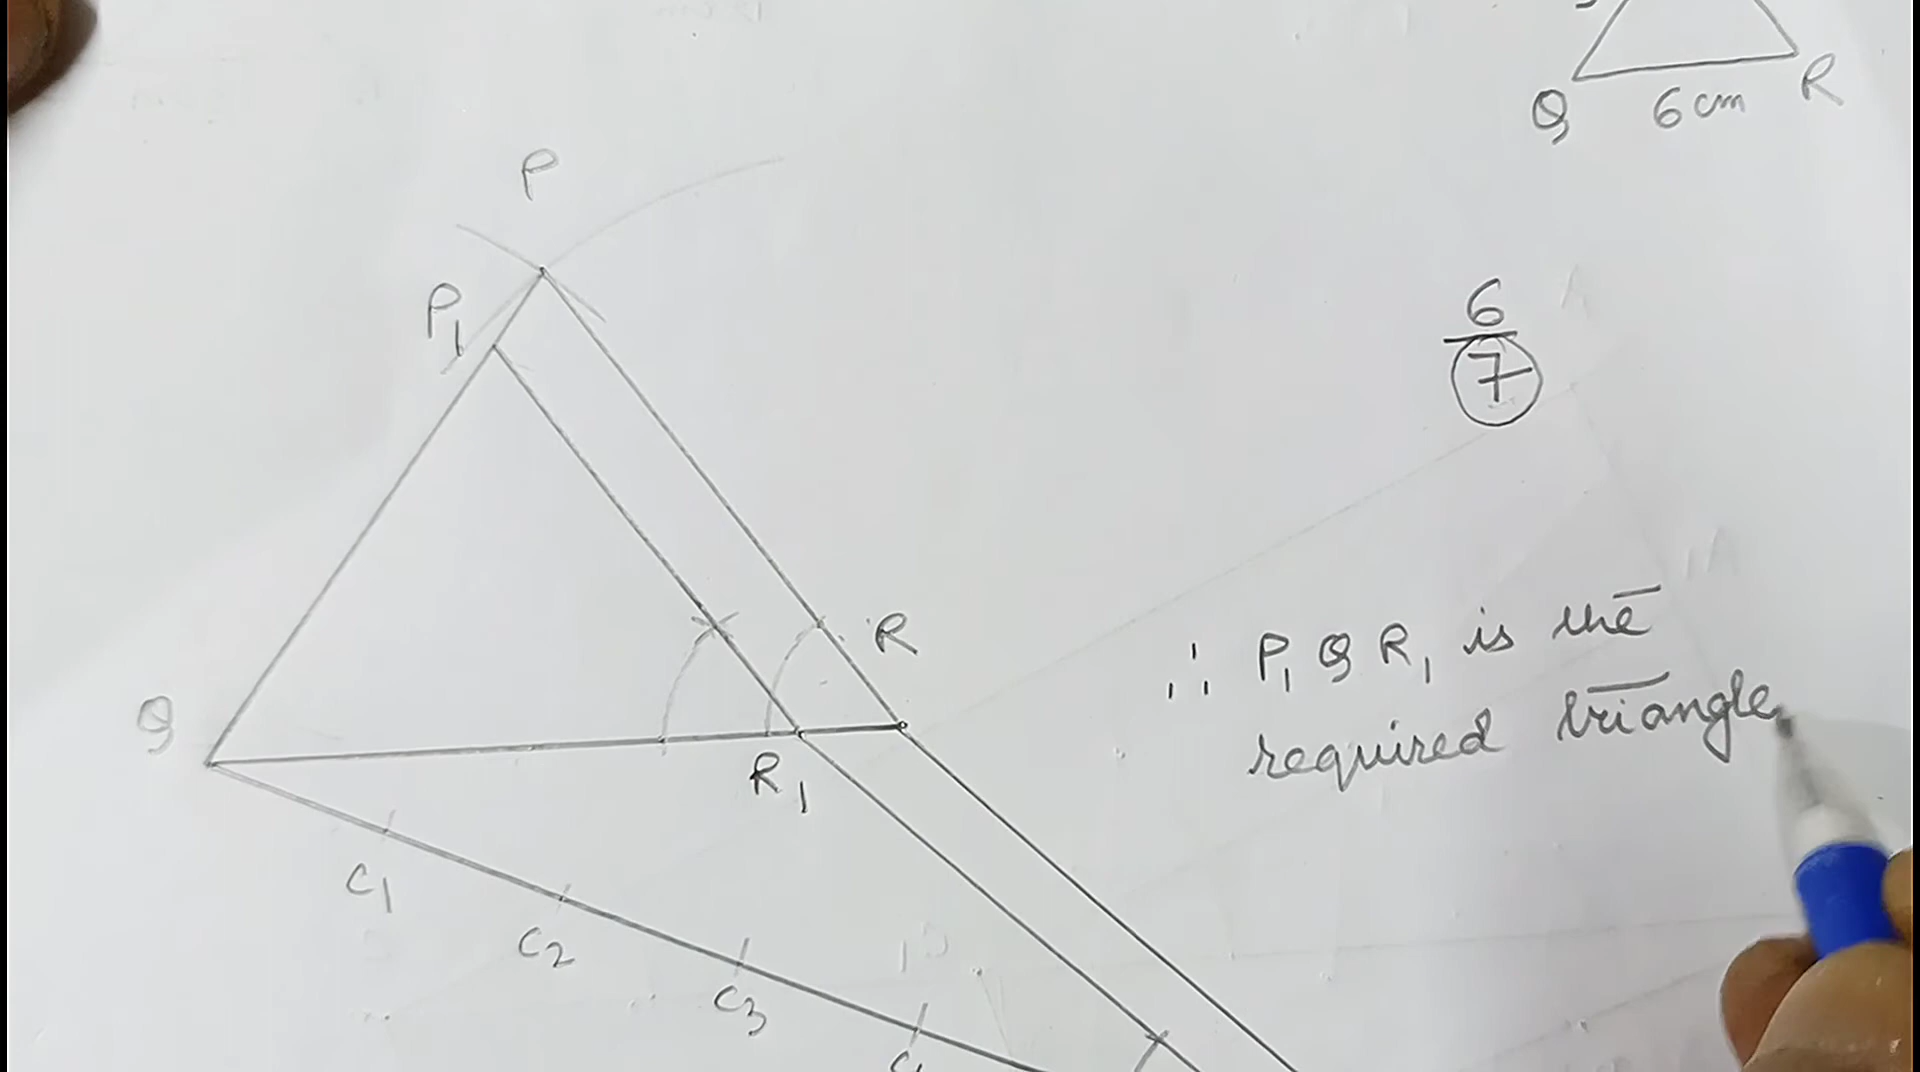 Q 6 cm R
P
P1
6
7
R
Q
R1
∴ P1 Q R1 is the
required triangle
C1
C2
C3